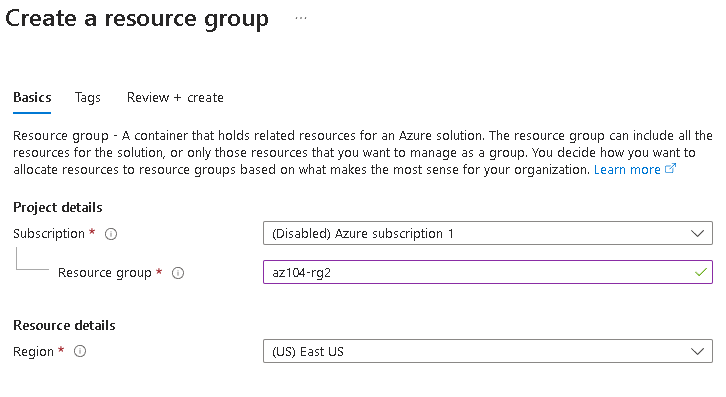 Create a resource group ...
Basics Tags Review + create
Resource group - A container that holds related resources for an Azure solution. The resource group can include all the
resources for the solution, or only those resources that you want to manage as a group. You decide how you want to
allocate resources to resource groups based on what makes the most sense for your organization. Learn more
Project details
Subscription * (Disabled) Azure subscription 1
Resource group * az104-rg2
Resource details
Region * (US) East US